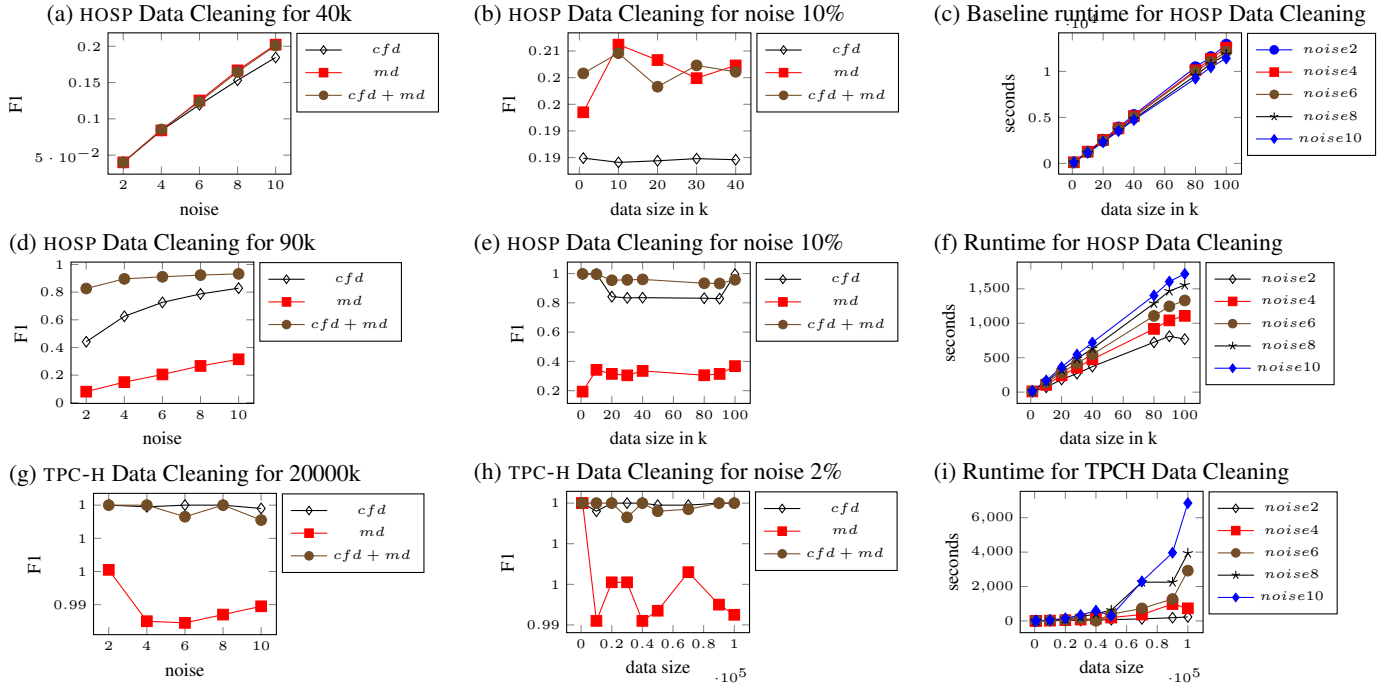 (a) HOSP Data Cleaning for 40k
0.2
0.15
0.1
5 · 10−2
F1
2 4 6 8 10
noise
cfd
md
cfd + md
(b) HOSP Data Cleaning for noise 10%
0.21
0.2
0.2
0.19
0.19
F1
0 10 20 30 40
data size in k
cfd
md
cfd + md
(c) Baseline runtime for HOSP Data Cleaning
·104
1
0.5
0
seconds
0 20 40 60 80 100
data size in k
noise2
noise4
noise6
noise8
noise10
(d) HOSP Data Cleaning for 90k
1
0.8
0.6
0.4
0.2
0
F1
2 4 6 8 10
noise
cfd
md
cfd + md
(e) HOSP Data Cleaning for noise 10%
1
0.8
0.6
0.4
0.2
F1
0 20 40 60 80 100
data size in k
cfd
md
cfd + md
(f) Runtime for HOSP Data Cleaning
1,500
1,000
500
0
seconds
0 20 40 60 80 100
data size in k
noise2
noise4
noise6
noise8
noise10
(g) TPC-H Data Cleaning for 20000k
1
1
1
0.99
F1
2 4 6 8 10
noise
cfd
md
cfd + md
(h) TPC-H Data Cleaning for noise 2%
1
1
1
0.99
F1
0 0.2 0.4 0.6 0.8 1
data size
·105
cfd
md
cfd + md
(i) Runtime for TPCH Data Cleaning
6,000
4,000
2,000
0
seconds
0 0.2 0.4 0.6 0.8 1
data size
·105
noise2
noise4
noise6
noise8
noise10